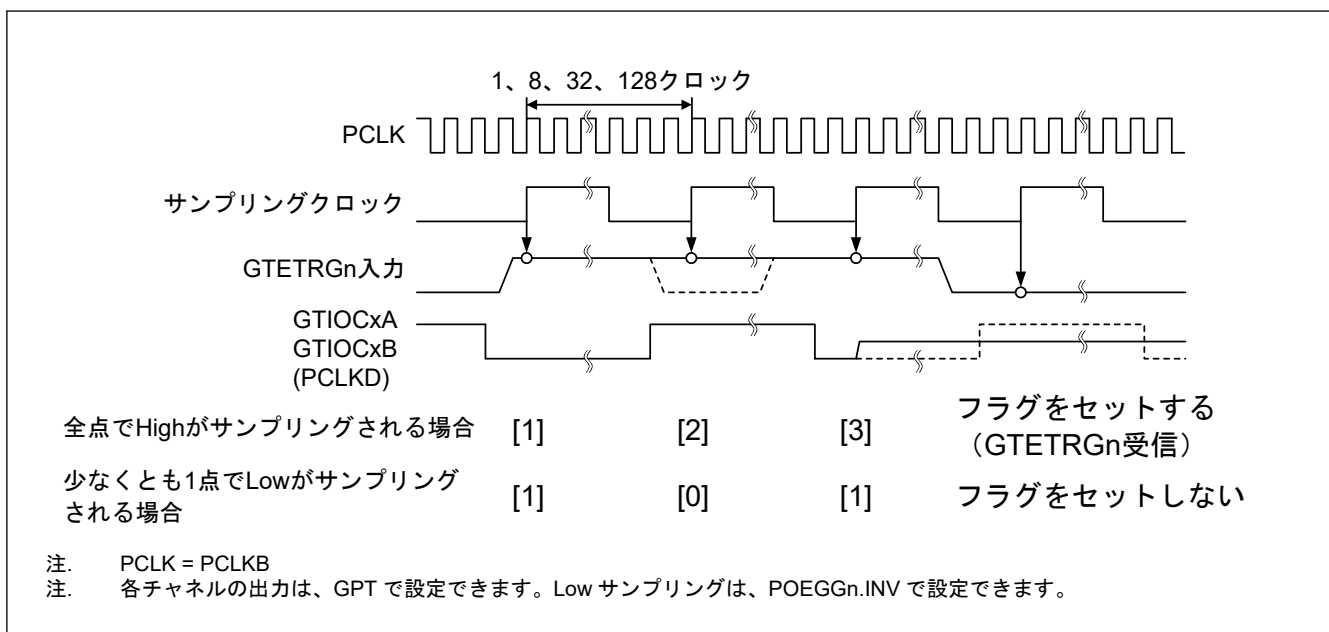 1、8、32、128クロック
PCLK
サンプリングクロック
GTETRGn入力
GTIOCxA
GTIOCxB
(PCLKD)
全点でHighがサンプリングされる場合 [1] [2] [3] フラグをセットする
（GTETRGn受信）
少なくとも1点でLowがサンプリング
される場合 [1] [0] [1] フラグをセットしない
注. PCLK = PCLKB
注. 各チャネルの出力は、GPT で設定できます。Low サンプリングは、POEGGn.INV で設定できます。